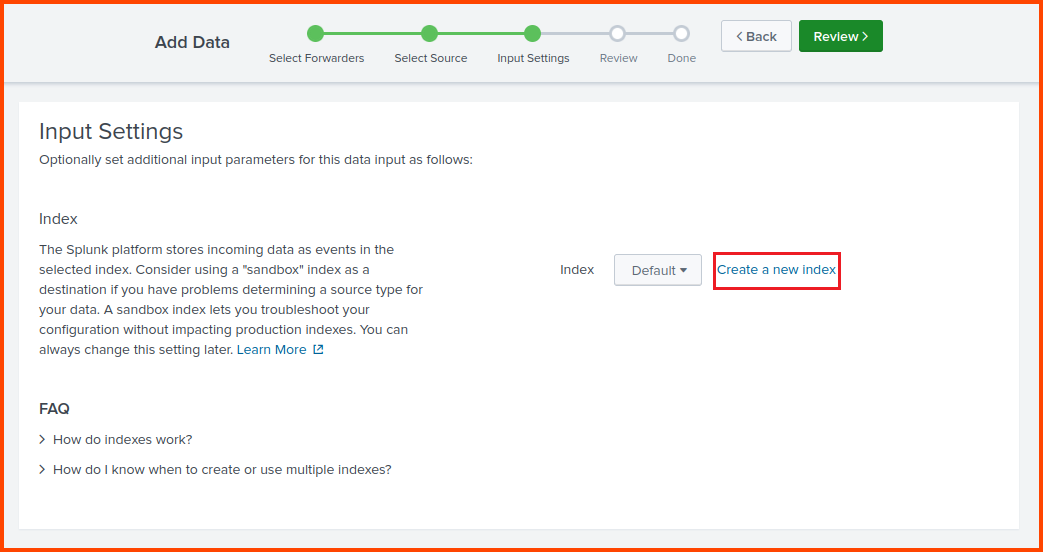 Add Data
Select Forwarders
Select Source
Input Settings
Review
Done
< Back
Review >
Input Settings
Optionally set additional input parameters for this data input as follows:
Index
The Splunk platform stores incoming data as events in the
selected index. Consider using a "sandbox" index as a
destination if you have problems determining a source type for
your data. A sandbox index lets you troubleshoot your
configuration without impacting production indexes. You can
always change this setting later. Learn More
Index
Default
Create a new index
FAQ
> How do indexes work?
> How do I know when to create or use multiple indexes?